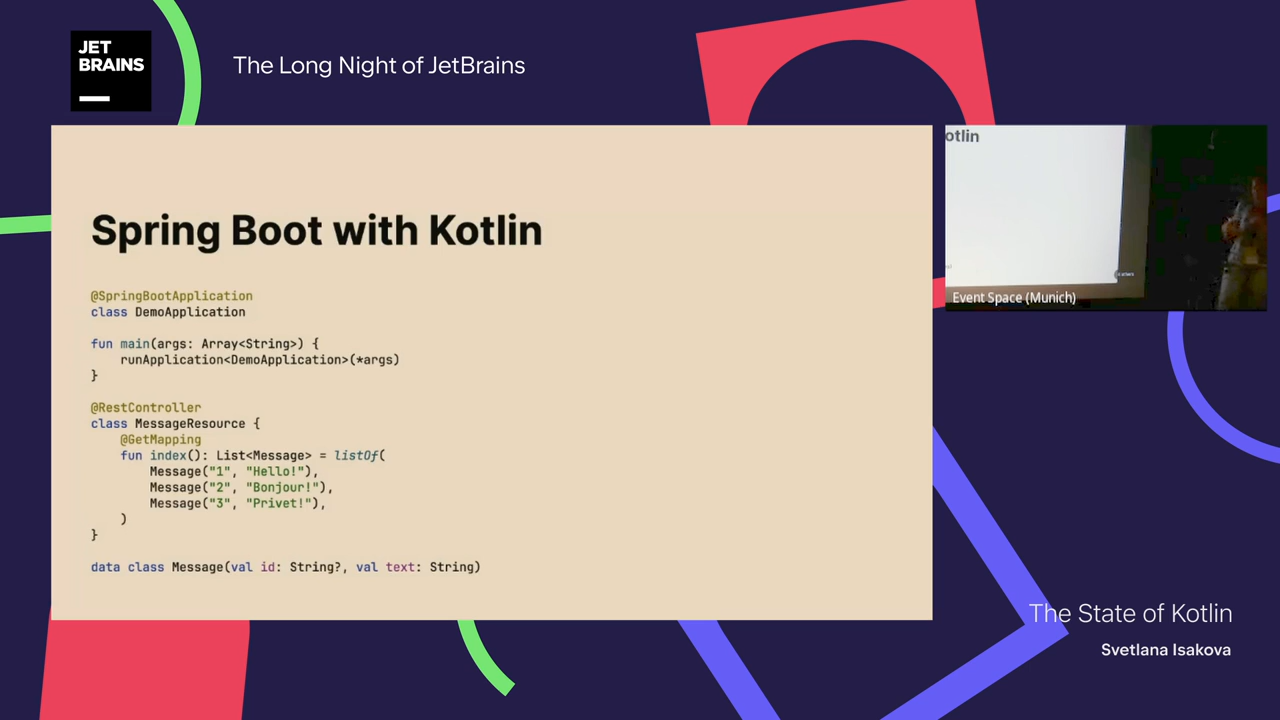 JET
BRAINS
The Long Night of JetBrains
Spring Boot with Kotlin
@SpringBootApplication
class DemoApplication
fun main(args: Array<String>) {
runApplication<DemoApplication>(*args)
}
@RestController
class MessageResource {
@GetMapping
fun index(): List<Message> = listOf(
Message("1", "Hello!"),
Message("2", "Bonjour!"),
Message("3", "Privet!"),
)
}
data class Message(val id: String?, val text: String)
otlin
Event Space (Munich)
The State of Kotlin
Svetlana Isakova